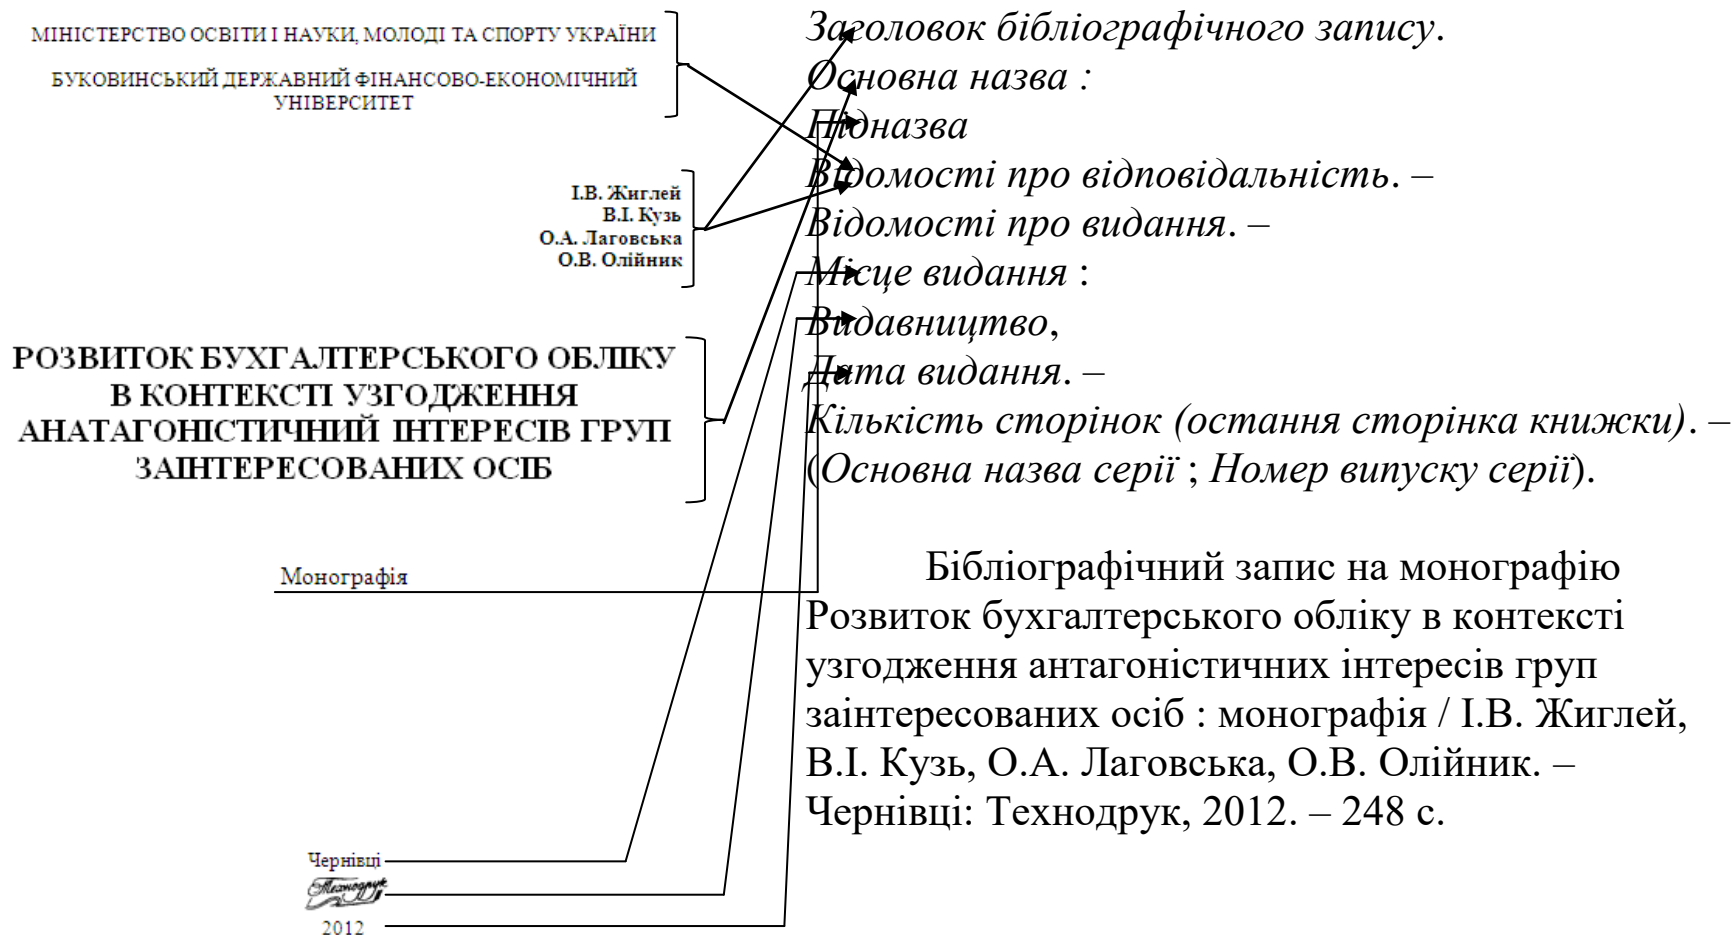 МІНІСТЕРСТВО ОСВІТИ І НАУКИ, МОЛОДІ ТА СПОРТУ УКРАЇНИ
БУКОВИНСЬКИЙ ДЕРЖАВНИЙ ФІНАНСОВО-ЕКОНОМІЧНИЙ
УНІВЕРСИТЕТ
І.В. Жиглей
В.І. Кузь
О.А. Лаговська
О.В. Олійник
РОЗВИТОК БУХГАЛТЕРСЬКОГО ОБЛІКУ
В КОНТЕКСТІ УЗГОДЖЕННЯ
АНАТАГОНІСТИЧНИЙ ІНТЕРЕСІВ ГРУП
ЗАІНТЕРЕСОВАНИХ ОСІБ
Монографія
Чернівці
Технодрук
2012
Заголовок бібліографічного запису.
Основна назва :
Підназва
Відомості про відповідальність. –
Відомості про видання. –
Місце видання :
Видавництво,
Дата видання. –
Кількість сторінок (остання сторінка книжки). –
(Основна назва серії ; Номер випуску серії).
Бібліографічний запис на монографію
Розвиток бухгалтерського обліку в контексті
узгодження антагоністичних інтересів груп
заінтересованих осіб : монографія / І.В. Жиглей,
В.І. Кузь, О.А. Лаговська, О.В. Олійник. –
Чернівці: Технодрук, 2012. – 248 с.